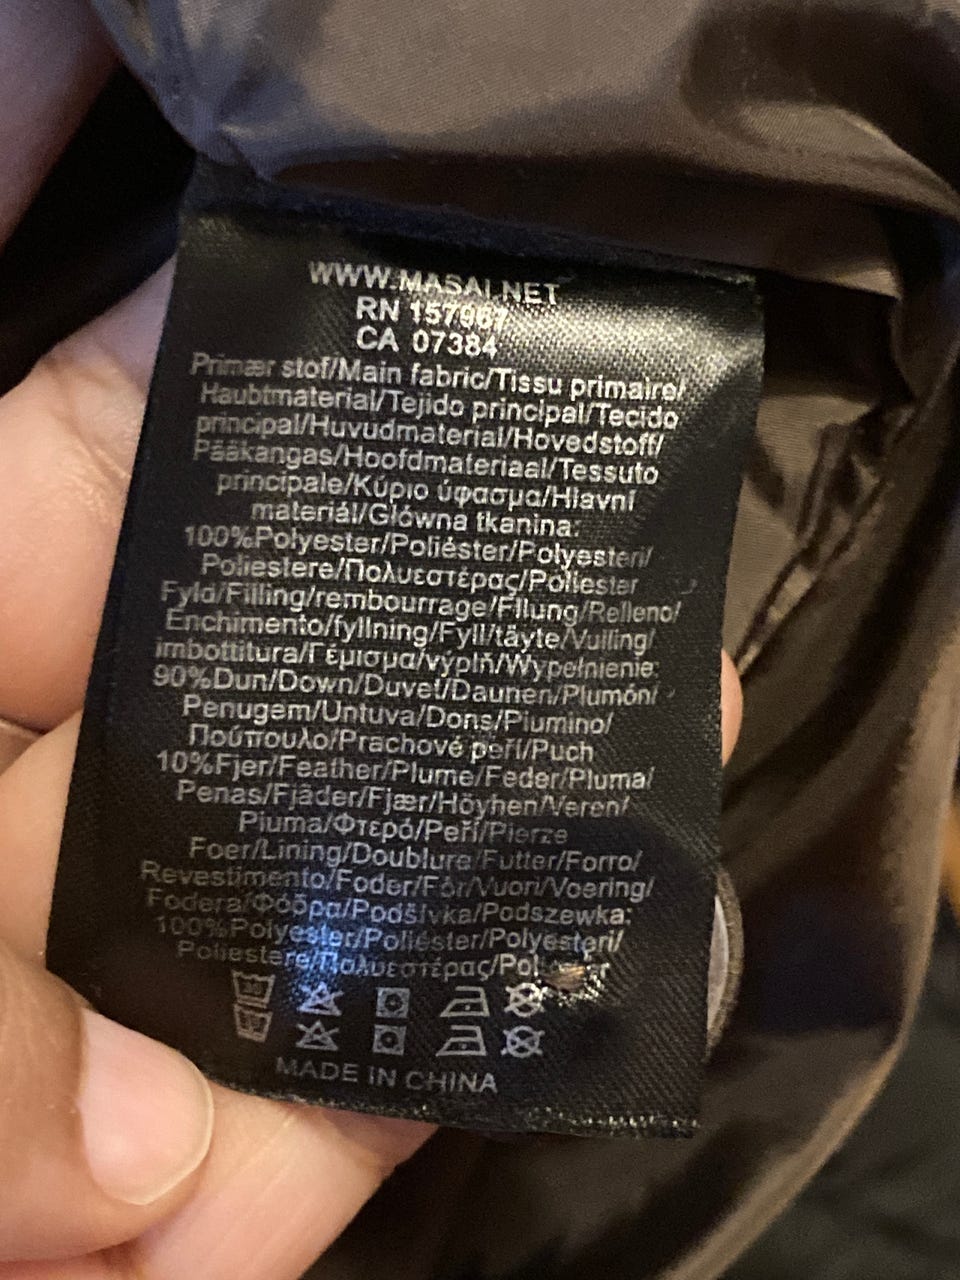 WWW.MASAI.NET
RN 157967
CA 07384
Primær stof/Main fabric/Tissu primaire/
Haubtmaterial/Tejido principal/Tecido
principal/Huvudmaterial/Hovedstoff/
Pääkangas/Hoofdmateriaal/Tessuto
principale/Κύριο ύφασμα/Hlavní
materiál/Główna tkanina:
100%Polyester/Poliéster/Polyesteri/
Poliestere/Πολυεστέρας/Poliester
Fyld/Filling/rembourrage/Fllung/Relleno/
Enchimento/fyllning/Fyll/täyte/Vulling/
imbottitura/Γέμισμα/výplň/Wypełnienie:
90%Dun/Down/Duvet/Daunen/Plumón/
Penugem/Untuva/Dons/Piumino/
Πούπουλο/Prachové peří/Puch
10%Fjer/Feather/Plume/Feder/Pluma/
Penas/Fjäder/Fjær/Höyhen/Veren/
Piuma/Φτερό/Peří/Pierze
Foer/Lining/Doublure/Futter/Forro/
Revestimento/Foder/Fôr/Vuori/Voering/
Fodera/Φόδρα/Podšívka/Podszewka:
100%Polyester/Poliéster/Polyesteri/
Poliestere/Πολυεστέρας/
30
MADE IN CHINA